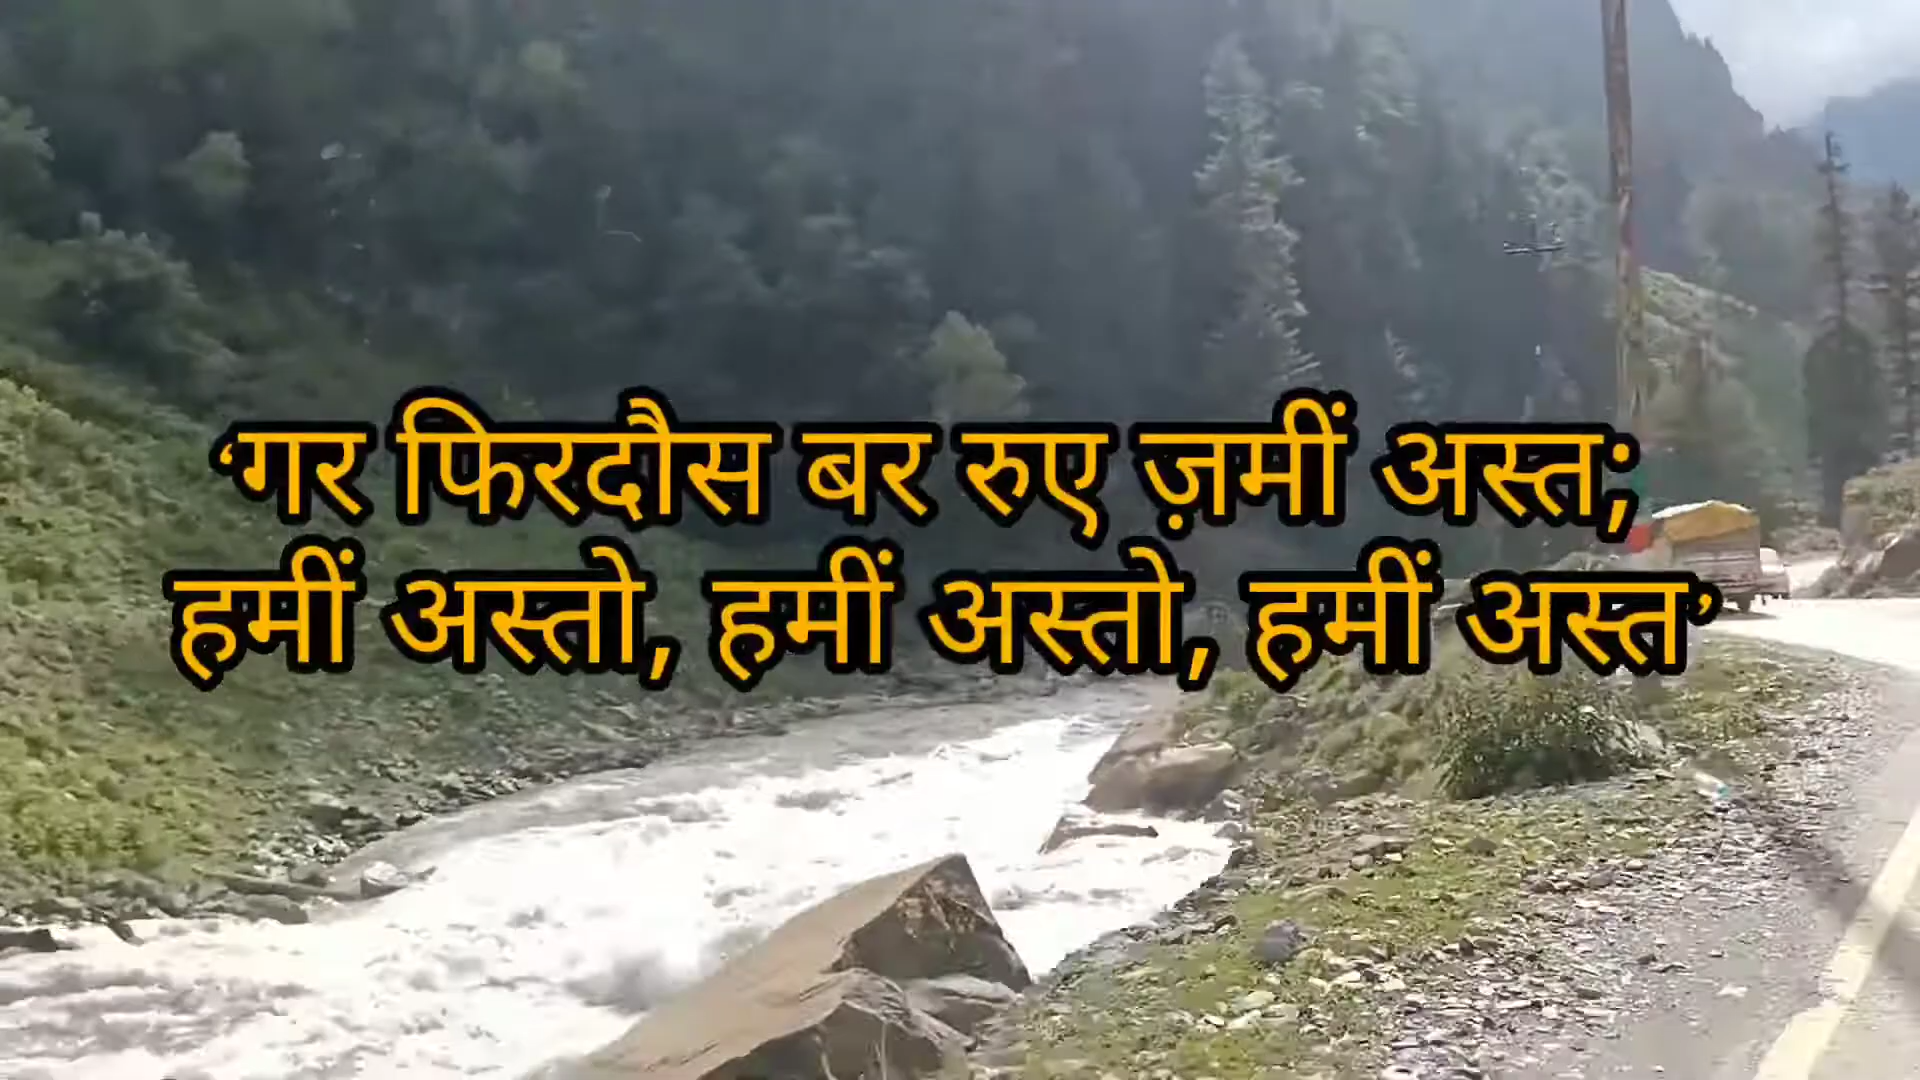 ‘गर फिरदौस बर रुए ज़मीं अस्त;
हमीं अस्तो, हमीं अस्तो, हमीं अस्त’